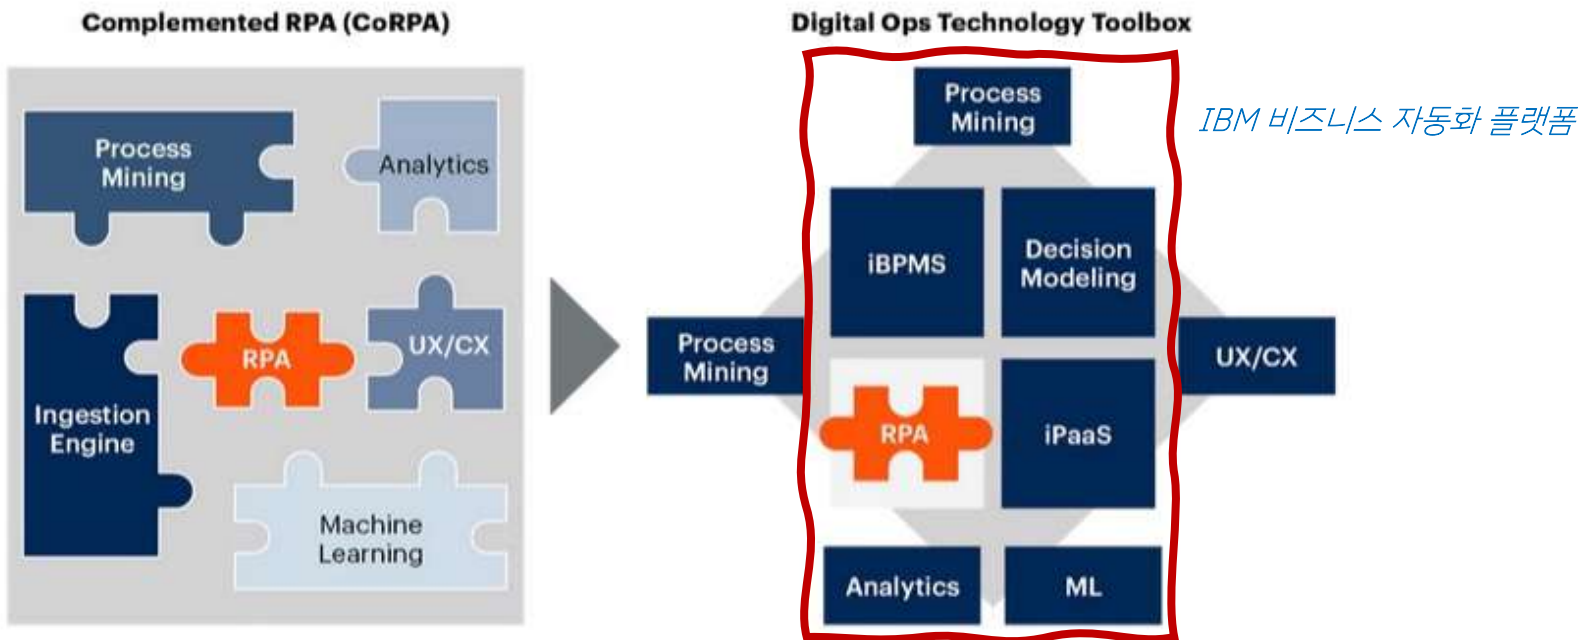 Complemented RPA (CoRPA)
Process
Mining
Analytics
Ingestion
Engine
RPA
UX/CX
Machine
Learning
Digital Ops Technology Toolbox
IBM 비즈니스 자동화 플랫폼
Process
Mining
iBPMS
Decision
Modeling
Process
Mining
UX/CX
RPA
iPaaS
Analytics
ML